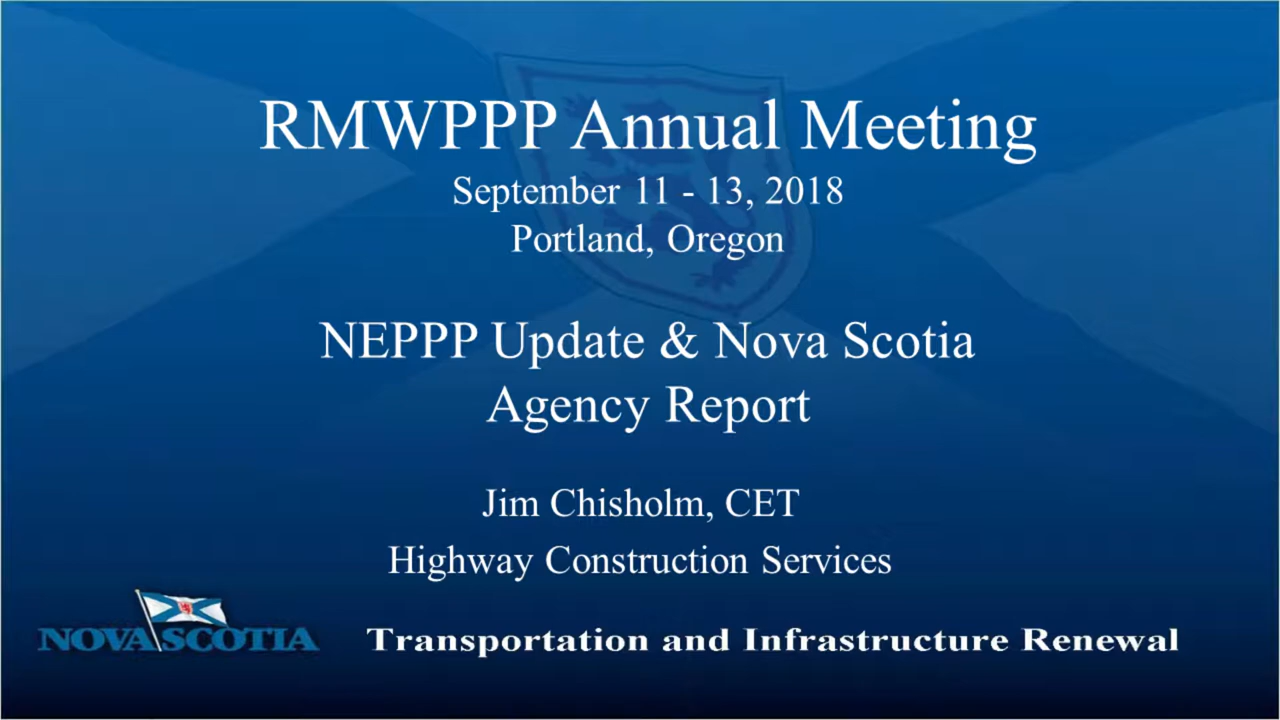 RMWPPP Annual Meeting
September 11 - 13, 2018
Portland, Oregon
NEPPP Update & Nova Scotia
Agency Report
Jim Chisholm, CET
Highway Construction Services
NOVA SCOTIA
Transportation and Infrastructure Renewal